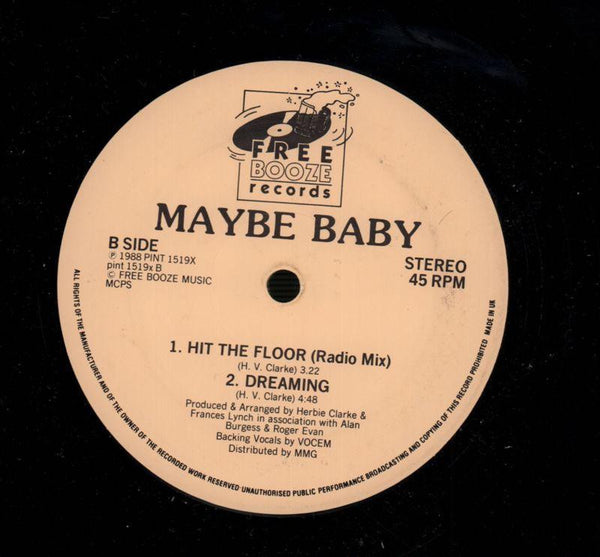 FREE
BOOZE
records
MAYBE BABY
B SIDE
℗ 1988 PINT 1519X
pint 1519x B
© FREE BOOZE MUSIC
MCPS
STEREO
45 RPM
1. HIT THE FLOOR (Radio Mix)
(H. V. Clarke) 3.22
2. DREAMING
(H. V. Clarke) 4:48
Produced & Arranged by Herbie Clarke &
Frances Lynch in association with Alan
Burgess & Roger Evan
Backing Vocals by VOCEM
Distributed by MMG
ALL RIGHTS OF THE MANUFACTURER AND OF THE OWNER OF THE RECORDED WORK RESERVED·UNAUTHORISED PUBLIC PERFORMANCE BROADCASTING AND COPYING OF THIS RECORD PROHIBITED MADE IN UK